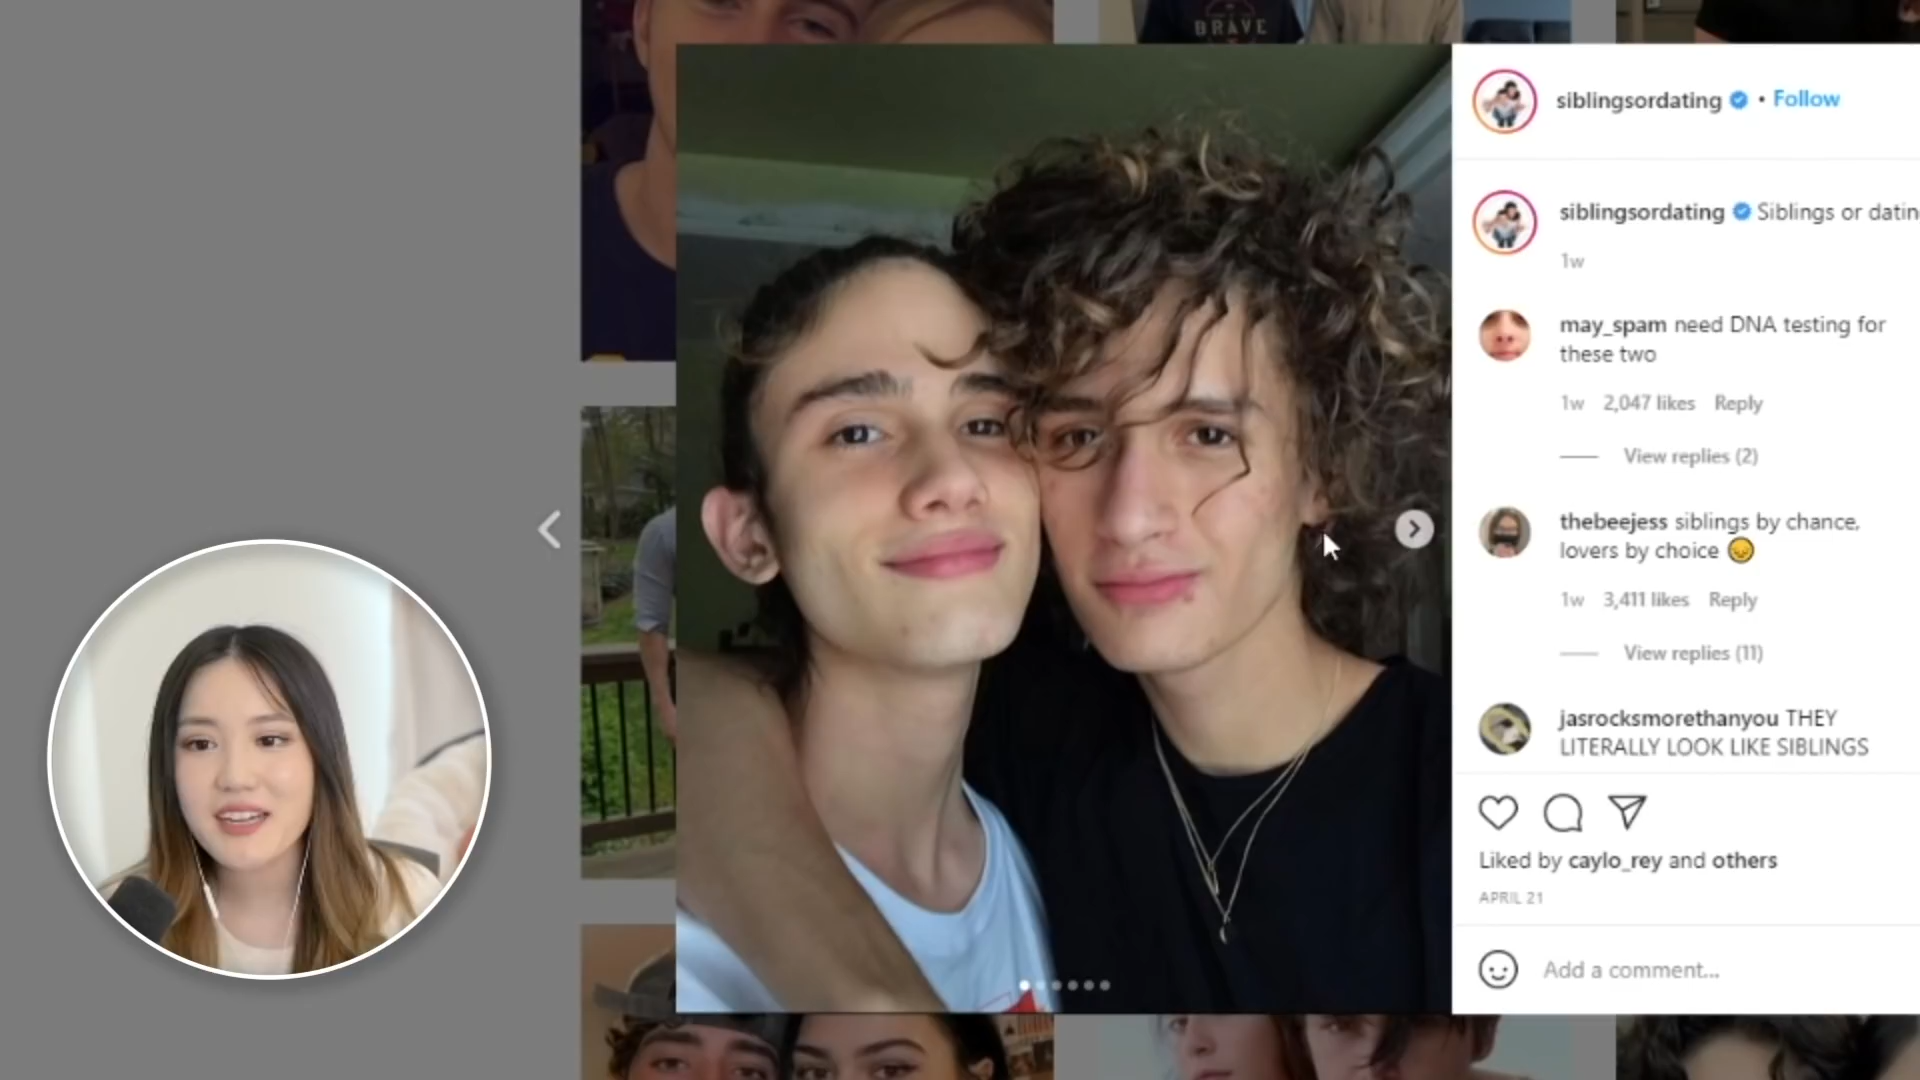 BRAVE
siblingsordating • Follow
siblingsordating Siblings or datin
1w
may_spam need DNA testing for
these two
1w 2,047 likes Reply
View replies (2)
thebeejess siblings by chance,
lovers by choice 😔
1w 3,411 likes Reply
View replies (11)
jasrocksmorethanyou THEY
LITERALLY LOOK LIKE SIBLINGS
Liked by caylo_rey and others
APRIL 21
Add a comment...